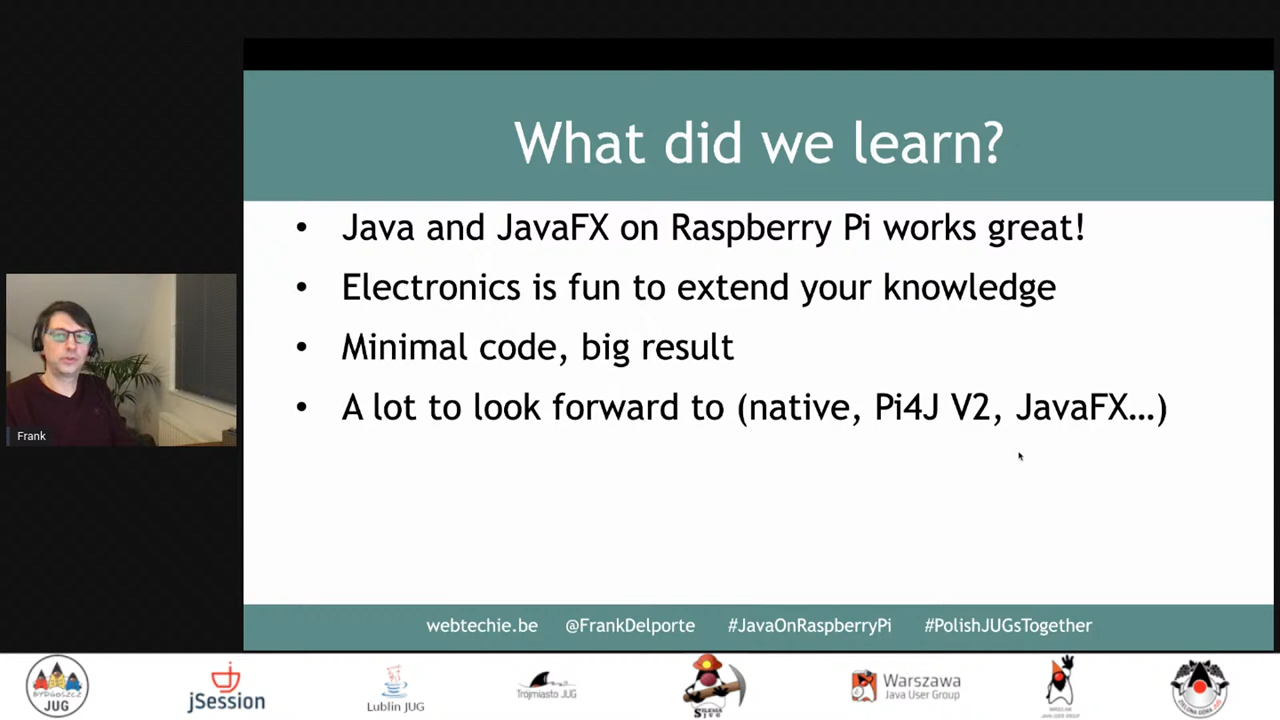 What did we learn?
• Java and JavaFX on Raspberry Pi works great!
• Electronics is fun to extend your knowledge
• Minimal code, big result
• A lot to look forward to (native, Pi4J V2, JavaFX…)
Frank
webtechie.be @FrankDelporte #JavaOnRaspberryPi #PolishJUGsTogether
BYDGOSZCZ
JUG
jSession
Lublin JUG
Trójmiasto JUG
SILESIA
Warszawa
Java User Group